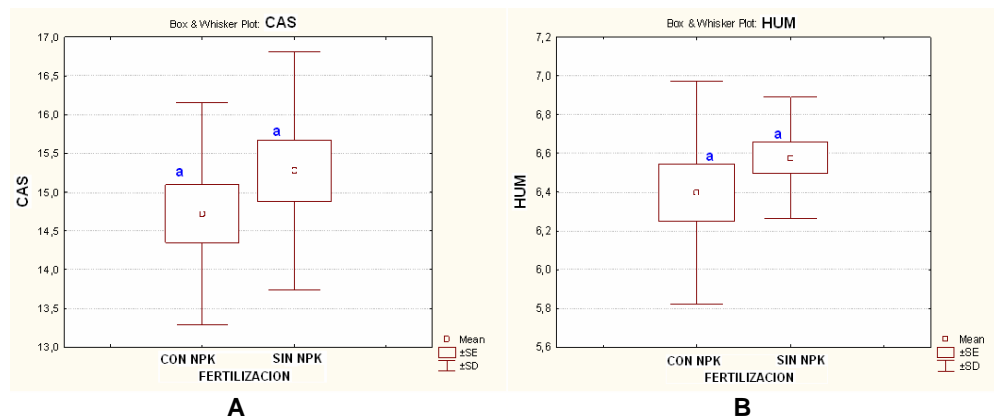 Box & Whisker Plot: CAS
17,0
16,5
16,0
15,5
15,0
14,5
14,0
13,5
13,0
CAS
a
a
CON NPK SIN NPK
FERTILIZACION
Mean
±SE
±SD
A
Box & Whisker Plot: HUM
7,2
7,0
6,8
6,6
6,4
6,2
6,0
5,8
5,6
HUM
a
a
CON NPK SIN NPK
FERTILIZACION
Mean
±SE
±SD
B